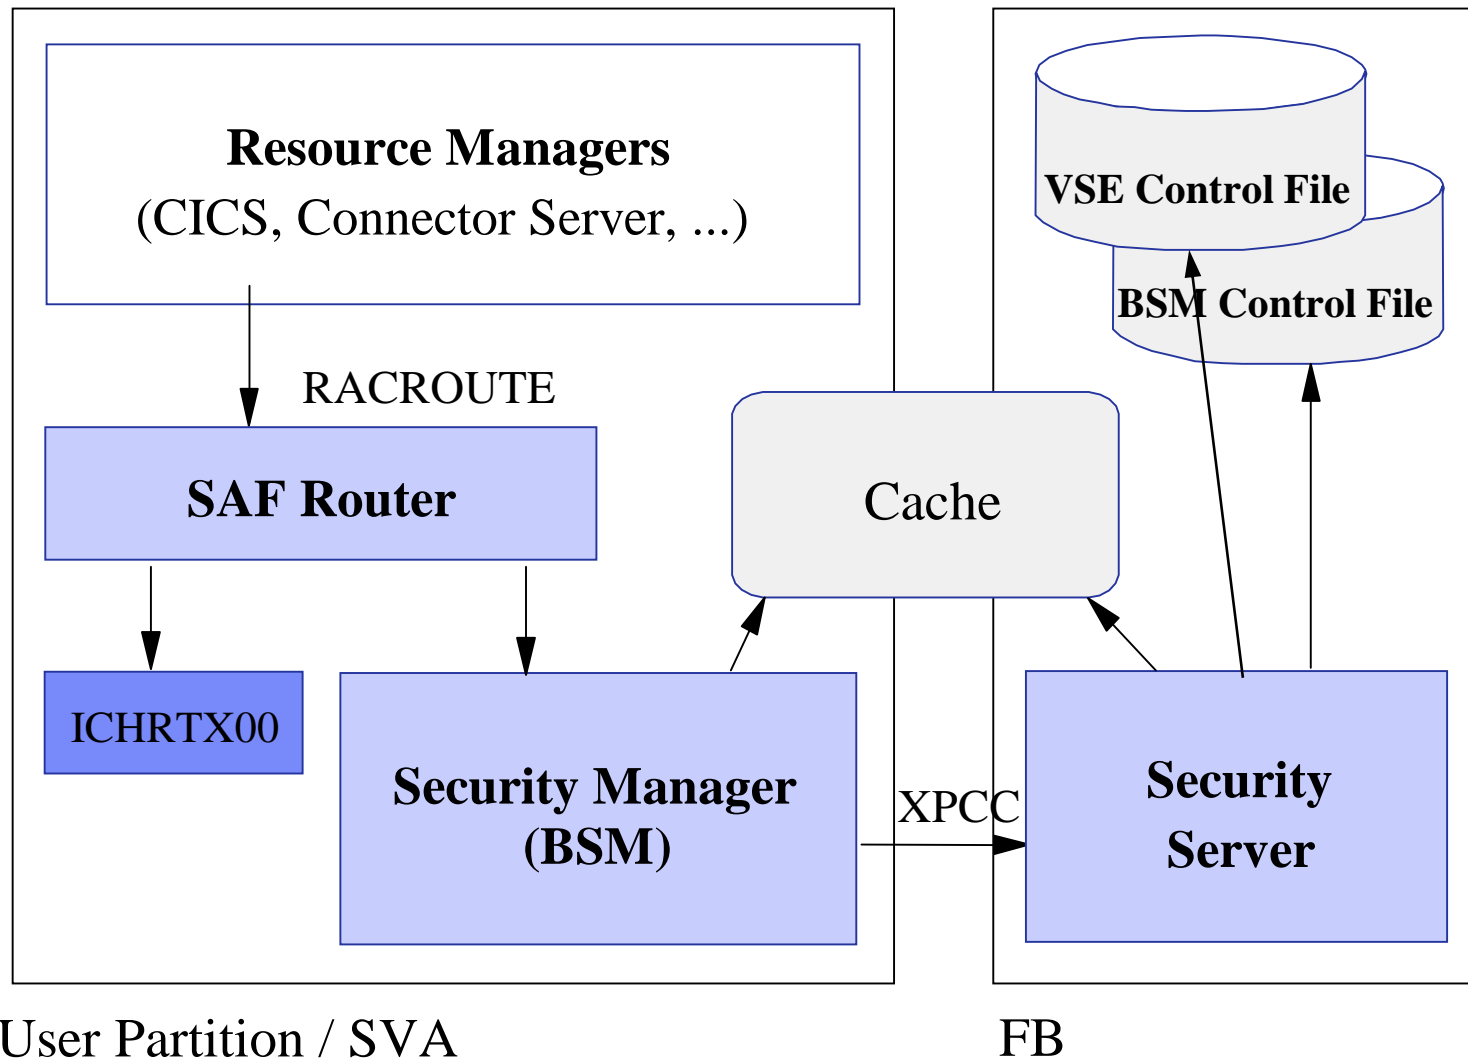 Resource Managers
(CICS, Connector Server, ...)
RACROUTE
SAF Router
ICHRTX00
Security Manager
(BSM)
Cache
XPCC
VSE Control File
BSM Control File
Security
Server
User Partition / SVA
FB